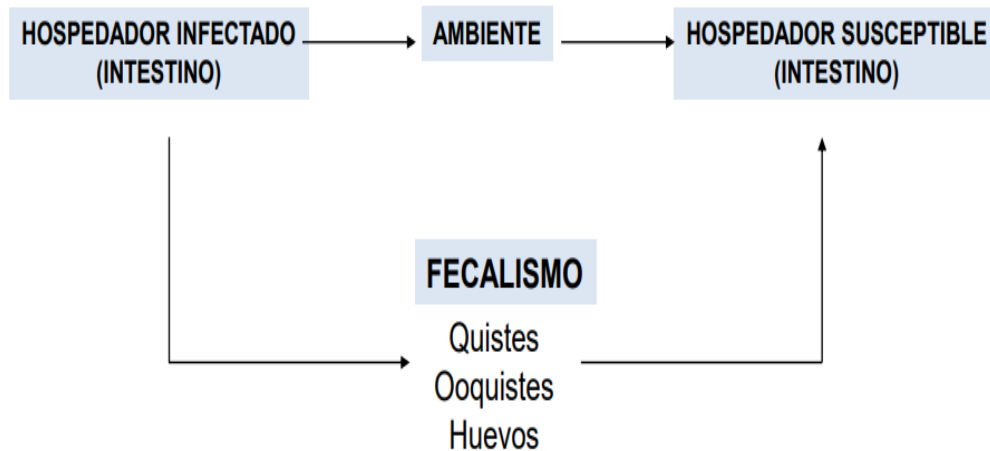 HOSPEDADOR INFECTADO
(INTESTINO)
AMBIENTE
HOSPEDADOR SUSCEPTIBLE
(INTESTINO)
FECALISMO
Quistes
Ooquistes
Huevos